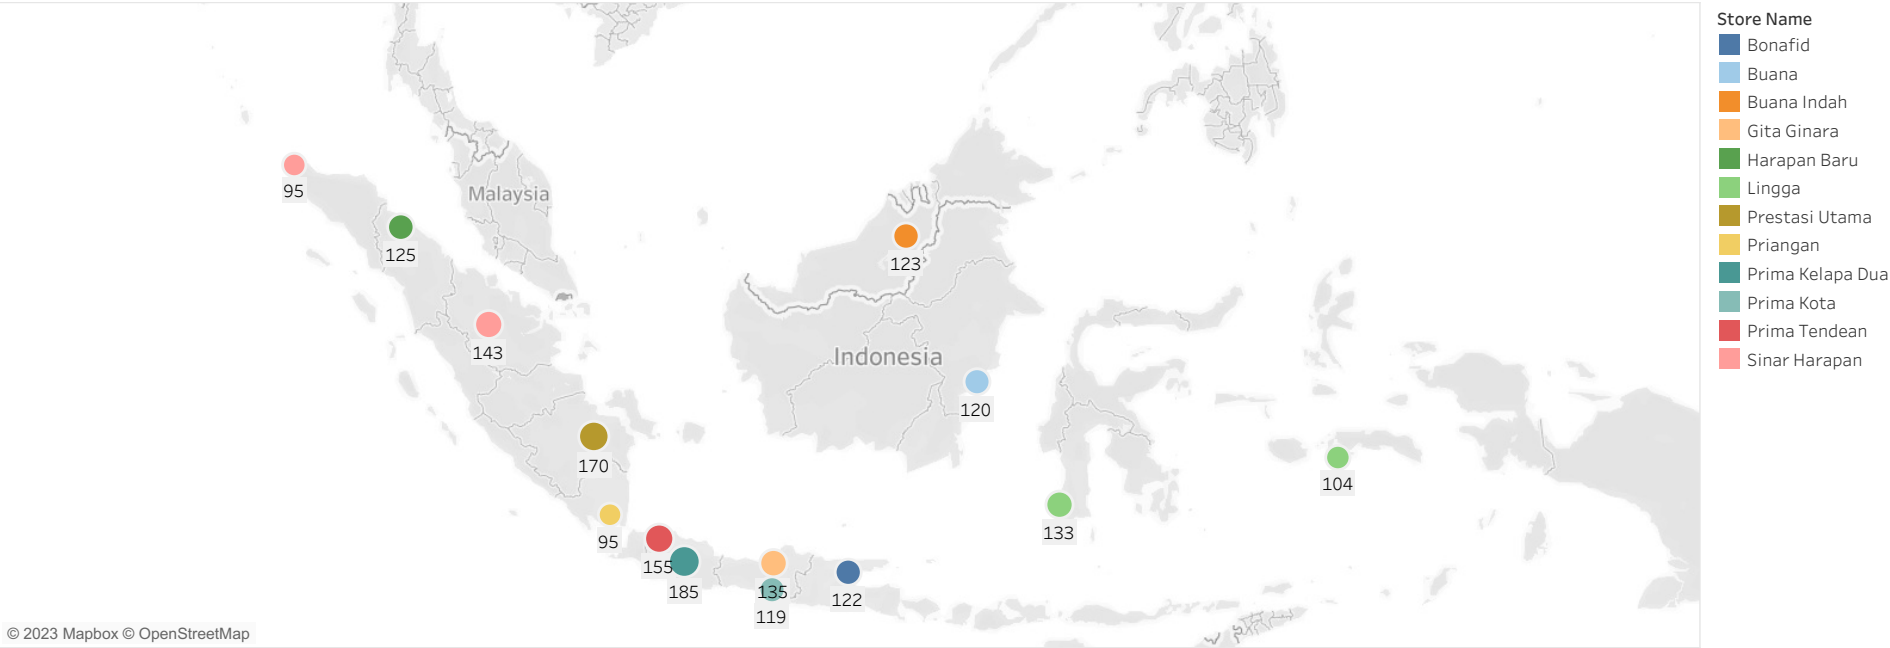 Store Name
Bonafid
Buana
Buana Indah
Gita Ginara
Harapan Baru
Lingga
Prestasi Utama
Priangan
Prima Kelapa Dua
Prima Kota
Prima Tendean
Sinar Harapan
95
Malaysia
125
123
143
Indonesia
120
170
104
133
95
155
185
135
122
119
© 2023 Mapbox © OpenStreetMap